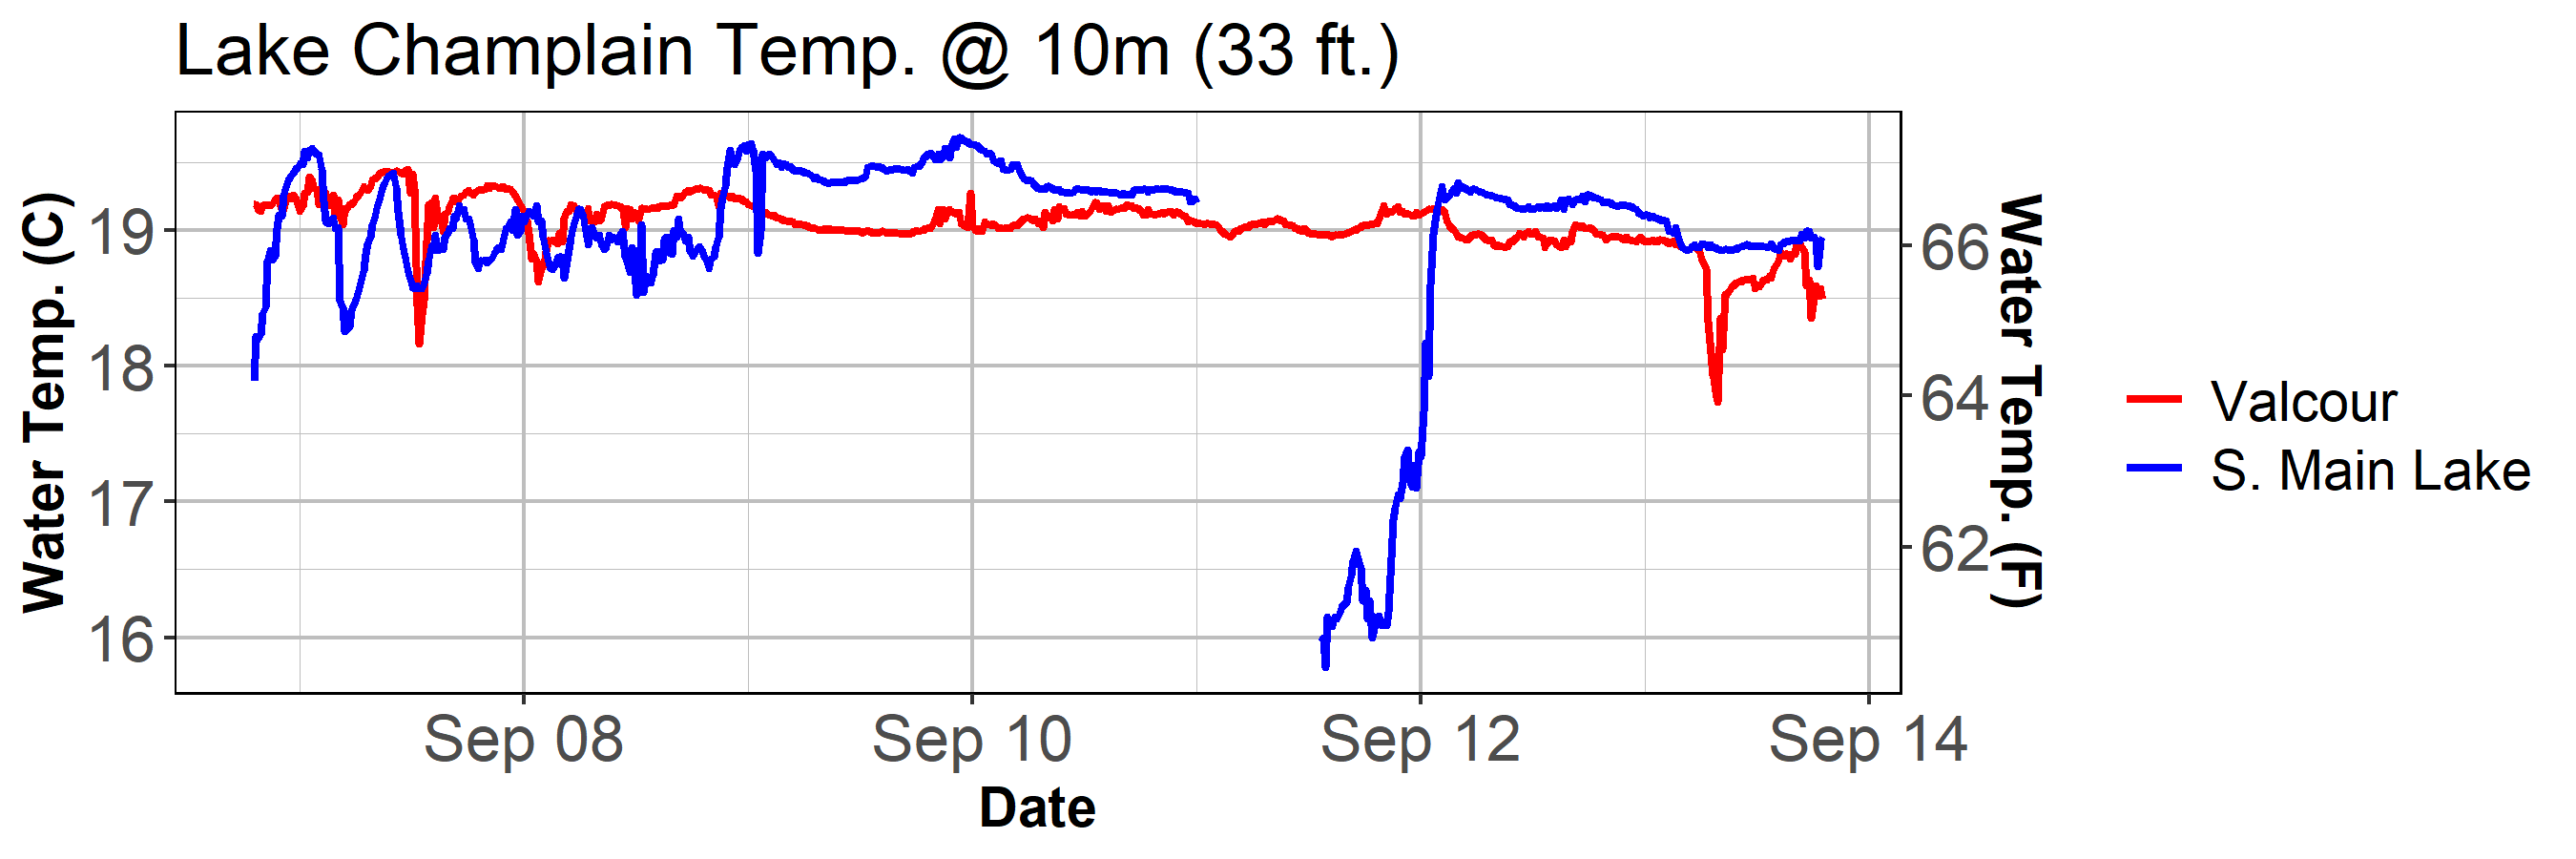 Lake Champlain Temp. @ 10m (33 ft.)
Water Temp. (C)
19
18
17
16
66
64
62
Water Temp. (F)
Sep 08
Sep 10
Sep 12
Sep 14
Date
Valcour
S. Main Lake